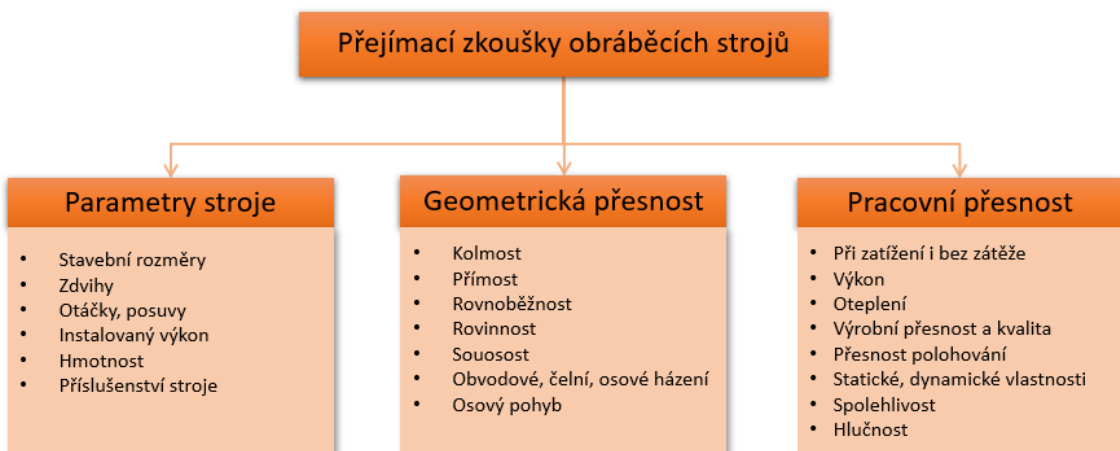 Přejímací zkoušky obráběcích strojů
Parametry stroje
• Stavební rozměry
• Zdvihy
• Otáčky, posuvy
• Instalovaný výkon
• Hmotnost
• Příslušenství stroje
Geometrická přesnost
• Kolmost
• Přímost
• Rovnoběžnost
• Rovinnost
• Souosost
• Obvodové, čelní, osové házení
• Osový pohyb
Pracovní přesnost
• Při zatížení i bez zátěže
• Výkon
• Oteplení
• Výrobní přesnost a kvalita
• Přesnost polohování
• Statické, dynamické vlastnosti
• Spolehlivost
• Hlučnost